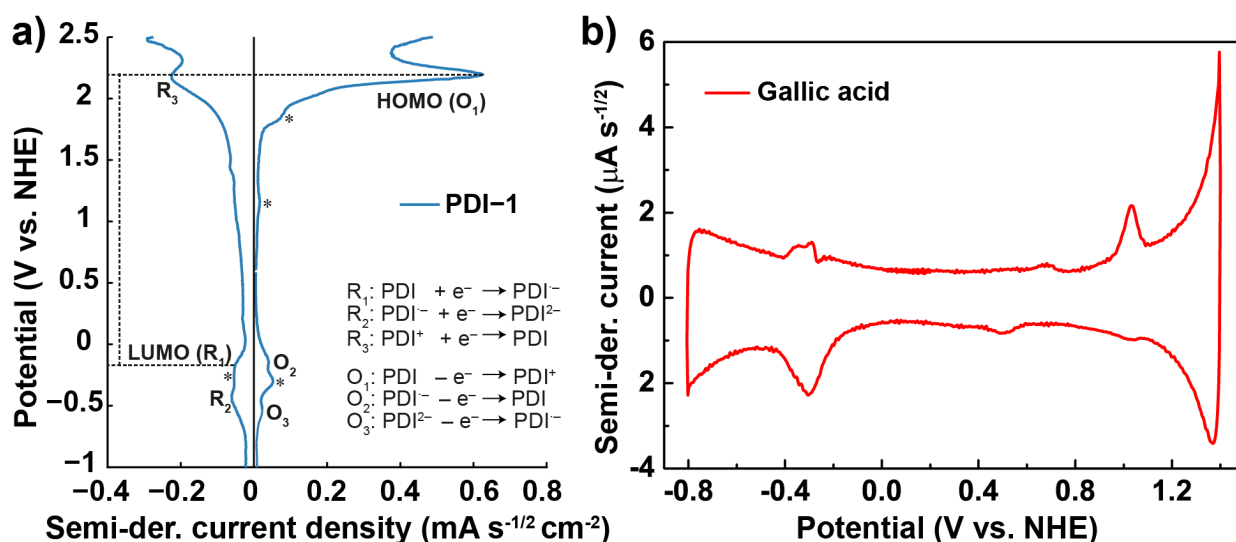 a)
Potential (V vs. NHE)
2.5
2
1.5
1
0.5
0
−0.5
−1
−0.4
−0.2
0
0.2
0.4
0.6
0.8
Semi-der. current density (mA s-1/2 cm-2)
R3
HOMO (O1)
*
*
PDI−1
LUMO (R1)
*
R2
O2
*
O3
R1: PDI + e− → PDI·−
R2: PDI·− + e− → PDI2−
R3: PDI+ + e− → PDI
O1: PDI − e− → PDI+
O2: PDI·− − e− → PDI
O3: PDI2− − e− → PDI·−
b)
Semi-der. current (μA s-1/2)
6
4
2
0
2
-4
-0.8
-0.4
0.0
0.4
0.8
1.2
Potential (V vs. NHE)
Gallic acid